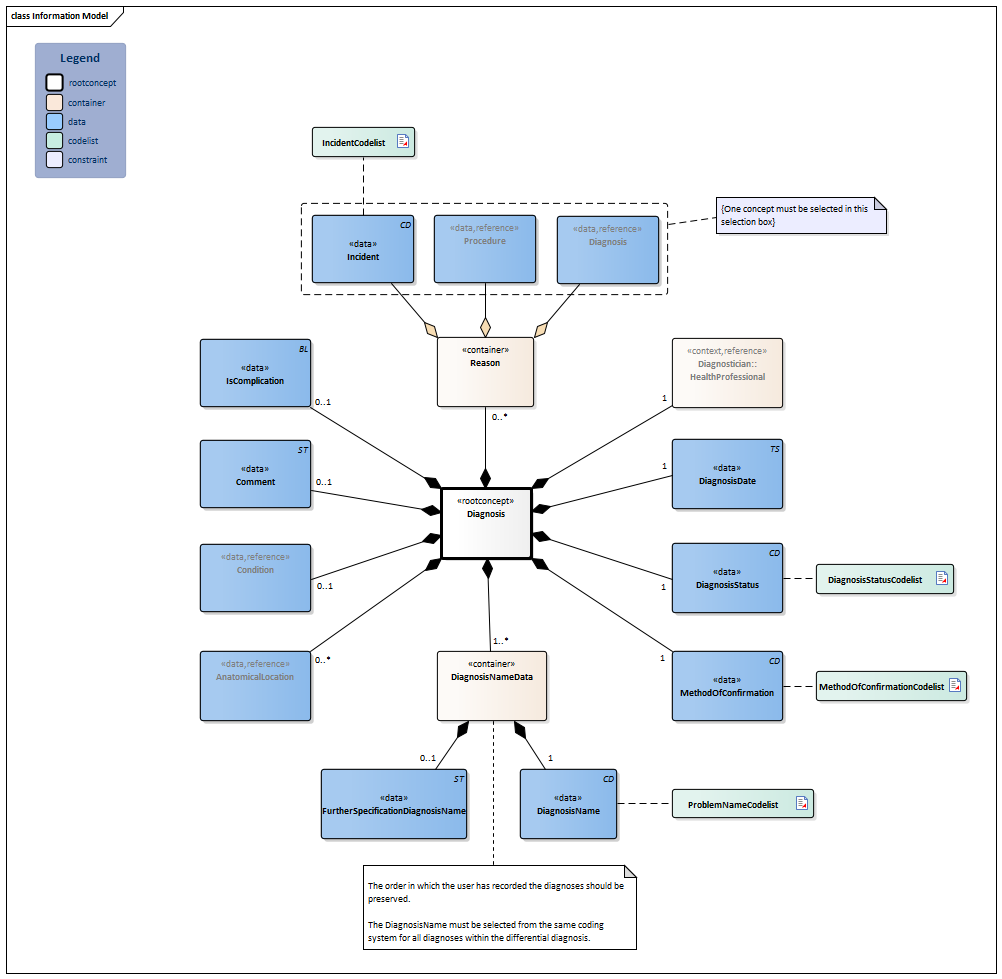 class Information Model
Legend
rootconcept
container
data
codelist
constraint
IncidentCodelist
{One concept must be selected in this
selection box}
CD
«data»
Incident
«data,reference»
Procedure
«data,reference»
Diagnosis
BL
«data»
IsComplication
0..1
«container»
Reason
0..*
«context,reference»
Diagnostician::
HealthProfessional
1
ST
«data»
Comment
0..1
TS
«data»
DiagnosisDate
1
«rootconcept»
Diagnosis
«data,reference»
Condition
0..1
CD
«data»
DiagnosisStatus
1
DiagnosisStatusCodelist
«data,reference»
AnatomicalLocation
0..*
1..*
«container»
DiagnosisNameData
CD
«data»
MethodOfConfirmation
1
MethodOfConfirmationCodelist
0..1
1
ST
«data»
FurtherSpecificationDiagnosisName
CD
«data»
DiagnosisName
ProblemNameCodelist
The order in which the user has recorded the diagnoses should be
preserved.
The DiagnosisName must be selected from the same coding
system for all diagnoses within the differential diagnosis.